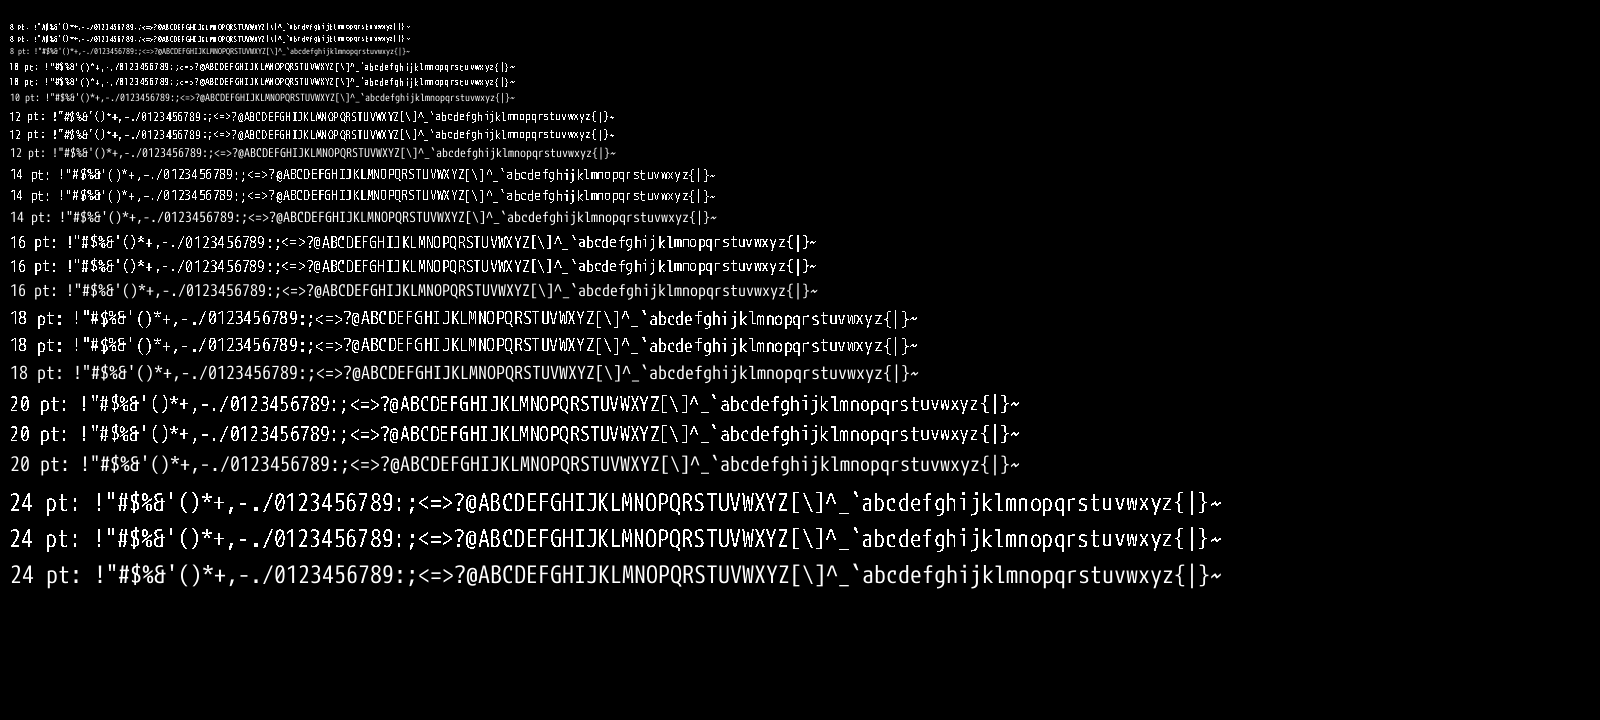 8 pt: !"#$%&'()*+,-./0123456789:;<=>?@ABCDEFGHIJKLMNOPQRSTUVWXYZ[\]^_`abcdefghijklmnopqrstuvwxyz{|}~
8 pt: !"#$%&'()*+,-./0123456789:;<=>?@ABCDEFGHIJKLMNOPQRSTUVWXYZ[\]^_`abcdefghijklmnopqrstuvwxyz{|}~
8 pt: !"#$%&'()*+,-./0123456789:;<=>?@ABCDEFGHIJKLMNOPQRSTUVWXYZ[\]^_`abcdefghijklmnopqrstuvwxyz{|}~
10 pt: !"#$%&'()*+,-./0123456789:;<=>?@ABCDEFGHIJKLMNOPQRSTUVWXYZ[\]^_`abcdefghijklmnopqrstuvwxyz{|}~
10 pt: !"#$%&'()*+,-./0123456789:;<=>?@ABCDEFGHIJKLMNOPQRSTUVWXYZ[\]^_`abcdefghijklmnopqrstuvwxyz{|}~
10 pt: !"#$%&'()*+,-./0123456789:;<=>?@ABCDEFGHIJKLMNOPQRSTUVWXYZ[\]^_`abcdefghijklmnopqrstuvwxyz{|}~
12 pt: !"#$%&'()*+,-./0123456789:;<=>?@ABCDEFGHIJKLMNOPQRSTUVWXYZ[\]^_`abcdefghijklmnopqrstuvwxyz{|}~
12 pt: !"#$%&'()*+,-./0123456789:;<=>?@ABCDEFGHIJKLMNOPQRSTUVWXYZ[\]^_`abcdefghijklmnopqrstuvwxyz{|}~
12 pt: !"#$%&'()*+,-./0123456789:;<=>?@ABCDEFGHIJKLMNOPQRSTUVWXYZ[\]^_`abcdefghijklmnopqrstuvwxyz{|}~
14 pt: !"#$%&'()*+,-./0123456789:;<=>?@ABCDEFGHIJKLMNOPQRSTUVWXYZ[\]^_`abcdefghijklmnopqrstuvwxyz{|}~
14 pt: !"#$%&'()*+,-./0123456789:;<=>?@ABCDEFGHIJKLMNOPQRSTUVWXYZ[\]^_`abcdefghijklmnopqrstuvwxyz{|}~
14 pt: !"#$%&'()*+,-./0123456789:;<=>?@ABCDEFGHIJKLMNOPQRSTUVWXYZ[\]^_`abcdefghijklmnopqrstuvwxyz{|}~
16 pt: !"#$%&'()*+,-./0123456789:;<=>?@ABCDEFGHIJKLMNOPQRSTUVWXYZ[\]^_`abcdefghijklmnopqrstuvwxyz{|}~
16 pt: !"#$%&'()*+,-./0123456789:;<=>?@ABCDEFGHIJKLMNOPQRSTUVWXYZ[\]^_`abcdefghijklmnopqrstuvwxyz{|}~
16 pt: !"#$%&'()*+,-./0123456789:;<=>?@ABCDEFGHIJKLMNOPQRSTUVWXYZ[\]^_`abcdefghijklmnopqrstuvwxyz{|}~
18 pt: !"#$%&'()*+,-./0123456789:;<=>?@ABCDEFGHIJKLMNOPQRSTUVWXYZ[\]^_`abcdefghijklmnopqrstuvwxyz{|}~
18 pt: !"#$%&'()*+,-./0123456789:;<=>?@ABCDEFGHIJKLMNOPQRSTUVWXYZ[\]^_`abcdefghijklmnopqrstuvwxyz{|}~
18 pt: !"#$%&'()*+,-./0123456789:;<=>?@ABCDEFGHIJKLMNOPQRSTUVWXYZ[\]^_`abcdefghijklmnopqrstuvwxyz{|}~
20 pt: !"#$%&'()*+,-./0123456789:;<=>?@ABCDEFGHIJKLMNOPQRSTUVWXYZ[\]^_`abcdefghijklmnopqrstuvwxyz{|}~
20 pt: !"#$%&'()*+,-./0123456789:;<=>?@ABCDEFGHIJKLMNOPQRSTUVWXYZ[\]^_`abcdefghijklmnopqrstuvwxyz{|}~
20 pt: !"#$%&'()*+,-./0123456789:;<=>?@ABCDEFGHIJKLMNOPQRSTUVWXYZ[\]^_`abcdefghijklmnopqrstuvwxyz{|}~
24 pt: !"#$%&'()*+,-./0123456789:;<=>?@ABCDEFGHIJKLMNOPQRSTUVWXYZ[\]^_`abcdefghijklmnopqrstuvwxyz{|}~
24 pt: !"#$%&'()*+,-./0123456789:;<=>?@ABCDEFGHIJKLMNOPQRSTUVWXYZ[\]^_`abcdefghijklmnopqrstuvwxyz{|}~
24 pt: !"#$%&'()*+,-./0123456789:;<=>?@ABCDEFGHIJKLMNOPQRSTUVWXYZ[\]^_`abcdefghijklmnopqrstuvwxyz{|}~